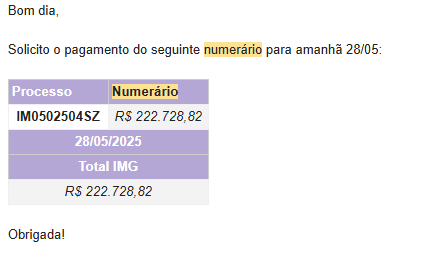 Bom dia,
Solicito o pagamento do seguinte numerário para amanhã 28/05:
Processo Numerário
IM0502504SZ R$ 222.728,82
28/05/2025
Total IMG
R$ 222.728,82
Obrigada!